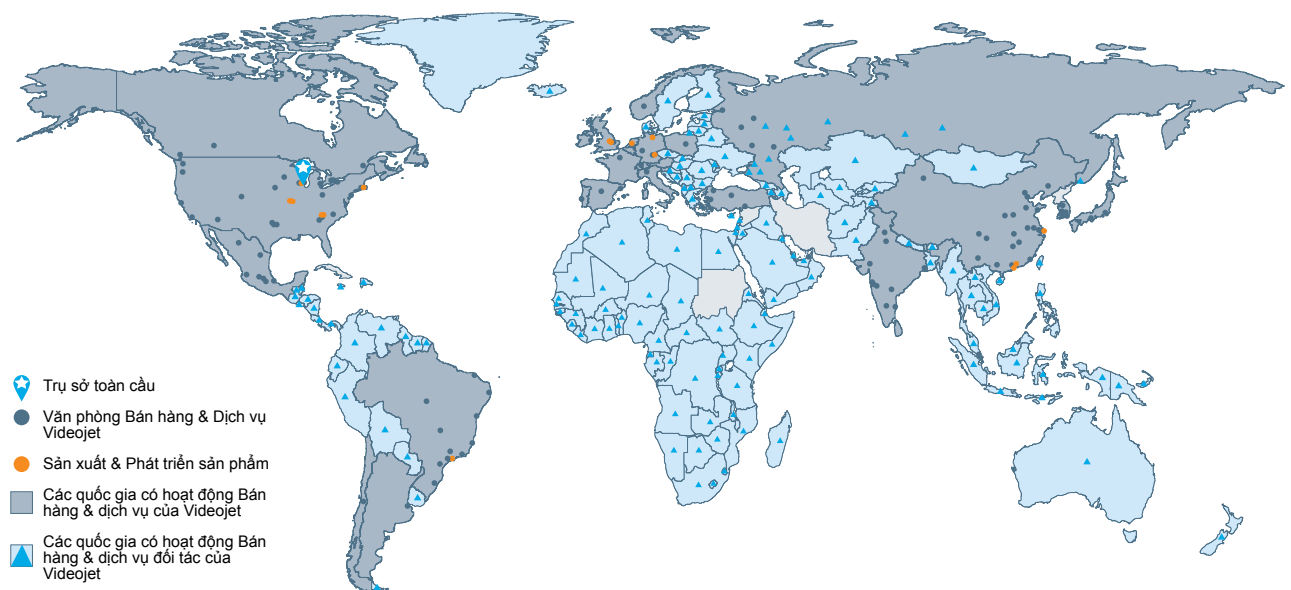 Trụ sở toàn cầu
Văn phòng Bán hàng & Dịch vụ
Videojet
Sản xuất & Phát triển sản phẩm
Các quốc gia có hoạt động Bán
hàng & dịch vụ của Videojet
Các quốc gia có hoạt động Bán
hàng & dịch vụ đối tác của
Videojet